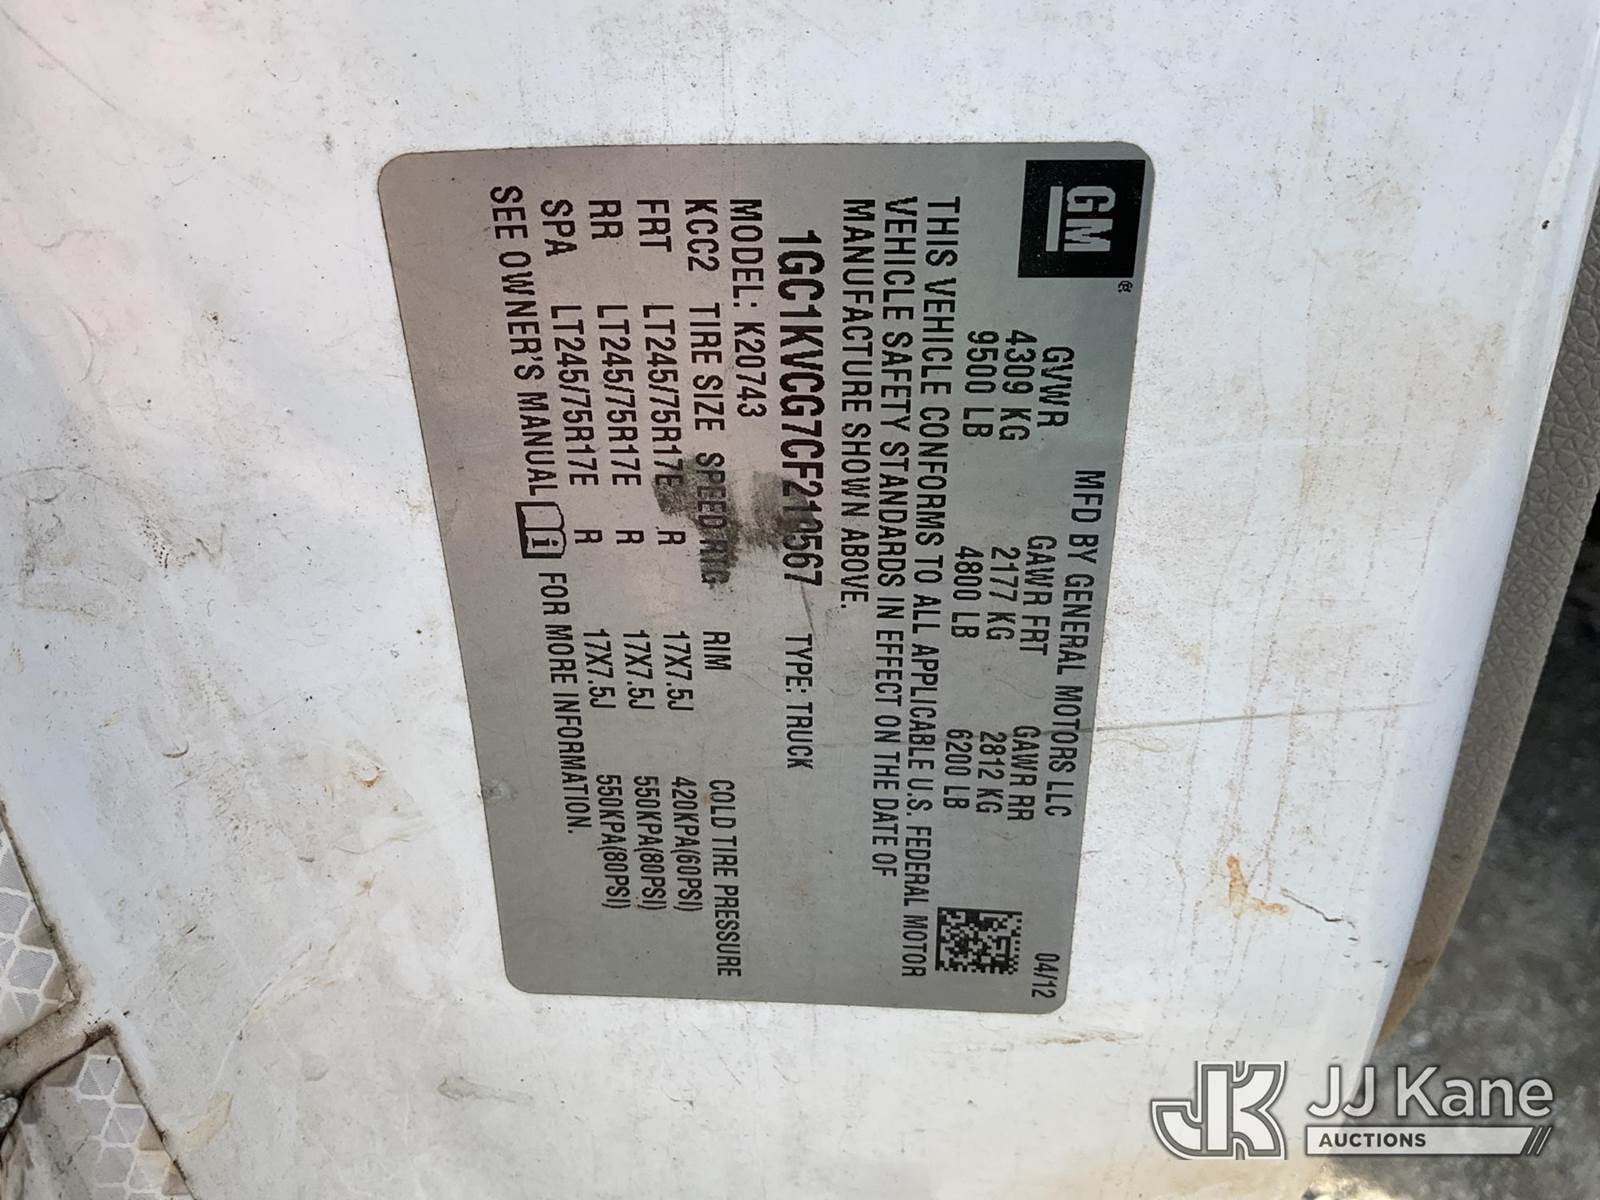 GM®
MFD BY GENERAL MOTORS LLC 04/12
GVWR GAWR FRT GAWR RR
4309 KG 2177 KG 2812 KG
9500 LB 4800 LB 6200 LB
THIS VEHICLE CONFORMS TO ALL APPLICABLE U.S. FEDERAL MOTOR
VEHICLE SAFETY STANDARDS IN EFFECT ON THE DATE OF
MANUFACTURE SHOWN ABOVE.
1GC1KVCG7CF210567 TYPE: TRUCK
MODEL: K20743
KCC2 TIRE SIZE SPEED RTG RIM COLD TIRE PRESSURE
FRT LT245/75R17E R 17X7.5J 420KPA(60PSI)
RR LT245/75R17E R 17X7.5J 550KPA(80PSI)
SPA LT245/75R17E R 17X7.5J 550KPA(80PSI)
SEE OWNER'S MANUAL i FOR MORE INFORMATION.
JK JJ Kane
AUCTIONS